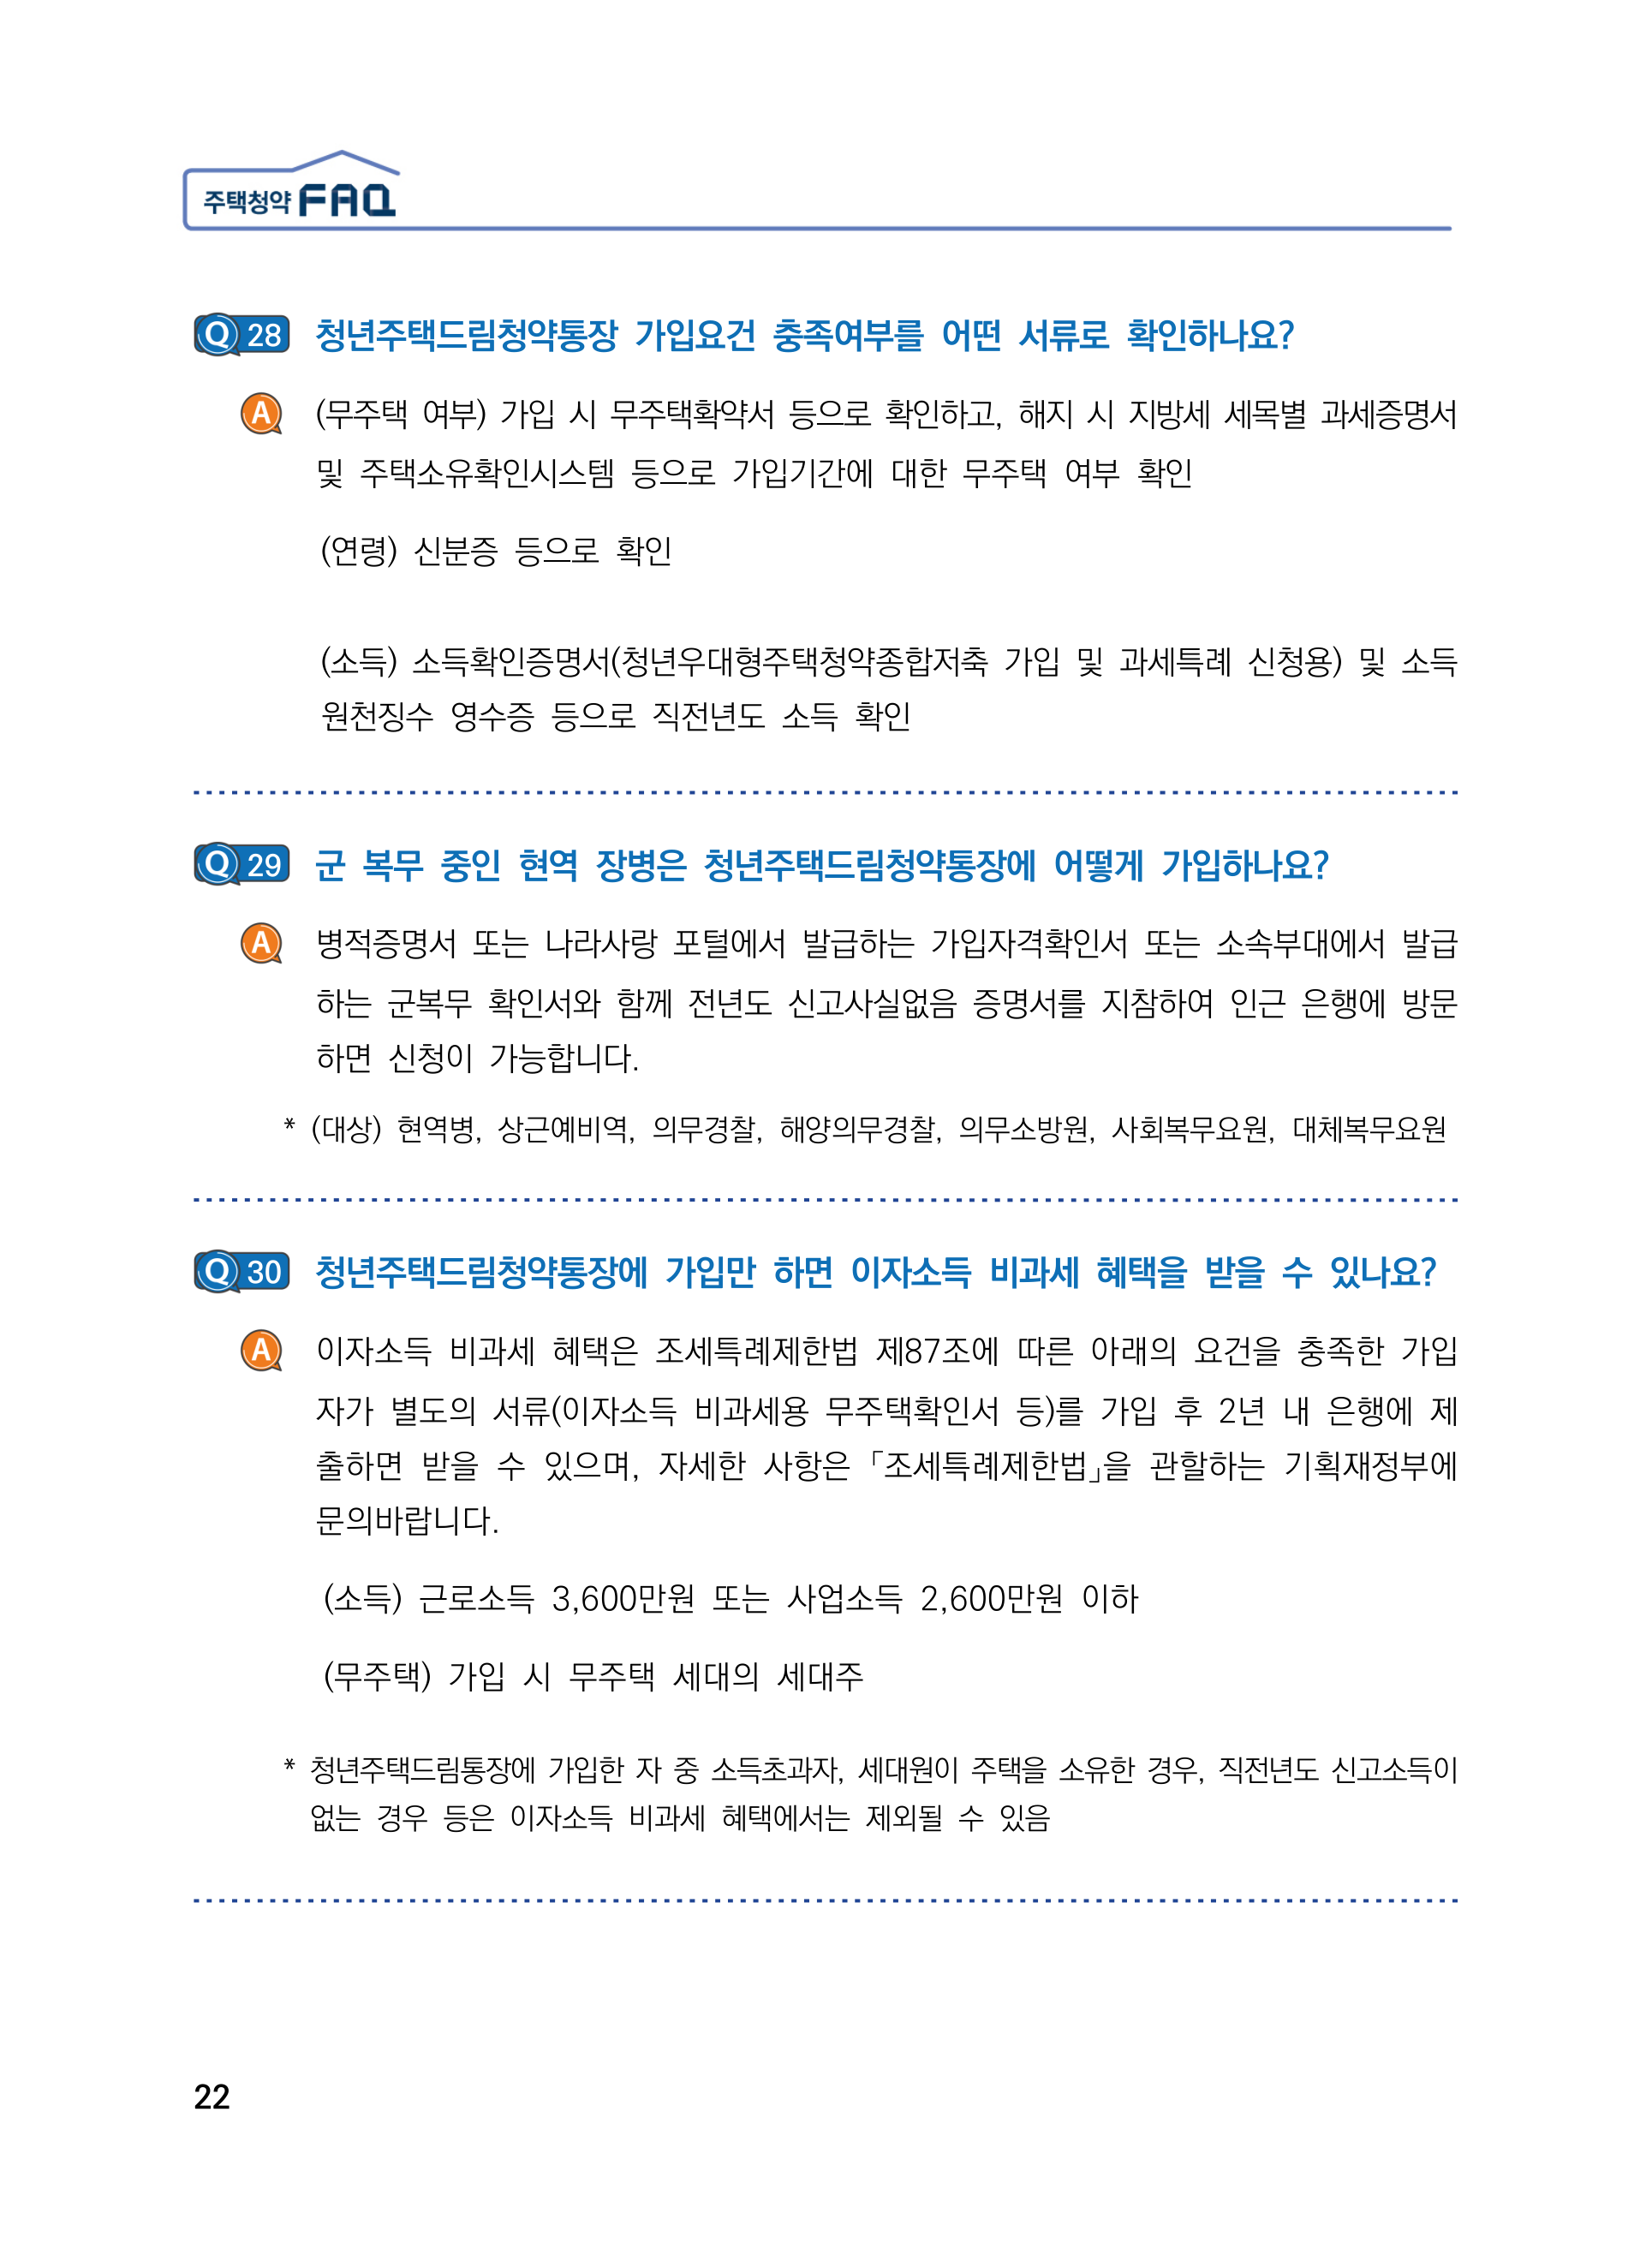 주택청약 FAQ
Q 28 청년주택드림청약통장 가입요건 충족여부를 어떤 서류로 확인하나요?
A (무주택 여부) 가입 시 무주택확약서 등으로 확인하고, 해지 시 지방세 세목별 과세증명서
및 주택소유확인시스템 등으로 가입기간에 대한 무주택 여부 확인
(연령) 신분증 등으로 확인
(소득) 소득확인증명서(청년우대형주택청약종합저축 가입 및 과세특례 신청용) 및 소득
원천징수 영수증 등으로 직전년도 소득 확인
Q 29 군 복무 중인 현역 장병은 청년주택드림청약통장에 어떻게 가입하나요?
A 병적증명서 또는 나라사랑 포털에서 발급하는 가입자격확인서 또는 소속부대에서 발급
하는 군복무 확인서와 함께 전년도 신고사실없음 증명서를 지참하여 인근 은행에 방문
하면 신청이 가능합니다.
* (대상) 현역병, 상근예비역, 의무경찰, 해양의무경찰, 의무소방원, 사회복무요원, 대체복무요원
Q 30 청년주택드림청약통장에 가입만 하면 이자소득 비과세 혜택을 받을 수 있나요?
A 이자소득 비과세 혜택은 조세특례제한법 제87조에 따른 아래의 요건을 충족한 가입
자가 별도의 서류(이자소득 비과세용 무주택확인서 등)를 가입 후 2년 내 은행에 제
출하면 받을 수 있으며, 자세한 사항은 「조세특례제한법」을 관할하는 기획재정부에
문의바랍니다.
(소득) 근로소득 3,600만원 또는 사업소득 2,600만원 이하
(무주택) 가입 시 무주택 세대의 세대주
* 청년주택드림통장에 가입한 자 중 소득초과자, 세대원이 주택을 소유한 경우, 직전년도 신고소득이
없는 경우 등은 이자소득 비과세 혜택에서는 제외될 수 있음
22